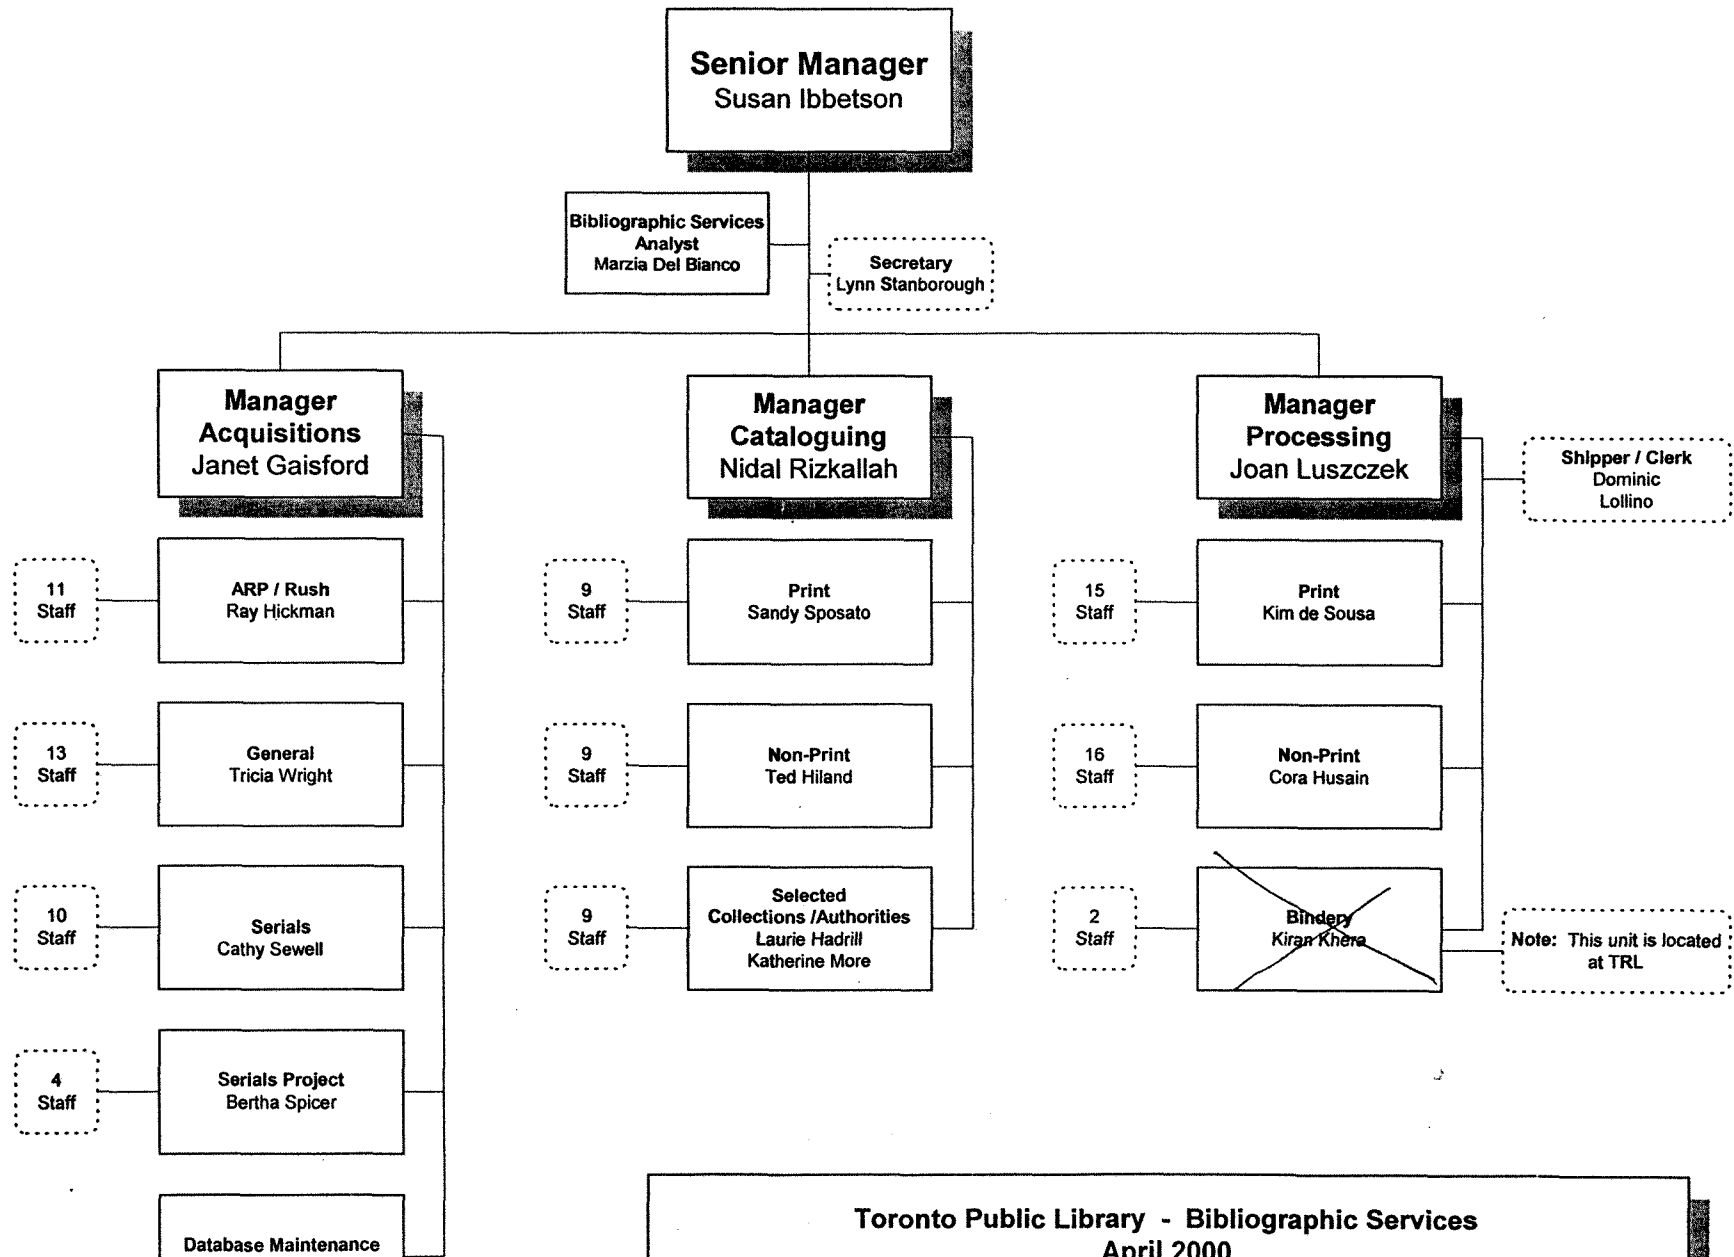 Senior Manager
Susan Ibbetson
Bibliographic Services
Analyst
Marzia Del Bianco
Secretary
Lynn Stanborough
Manager
Acquisitions
Janet Gaisford
Manager
Cataloguing
Nidal Rizkallah
Manager
Processing
Joan Luszczek
Shipper / Clerk
Dominic
Lollino
11
Staff
ARP / Rush
Ray Hickman
9
Staff
Print
Sandy Sposato
15
Staff
Print
Kim de Sousa
13
Staff
General
Tricia Wright
9
Staff
Non-Print
Ted Hiland
16
Staff
Non-Print
Cora Husain
10
Staff
Serials
Cathy Sewell
9
Staff
Selected
Collections /Authorities
Laurie Hadrill
Katherine More
2
Staff
Bindery
Kiran Khera
Note: This unit is located
at TRL
4
Staff
Serials Project
Bertha Spicer
Database Maintenance
Toronto Public Library - Bibliographic Services
April 2000